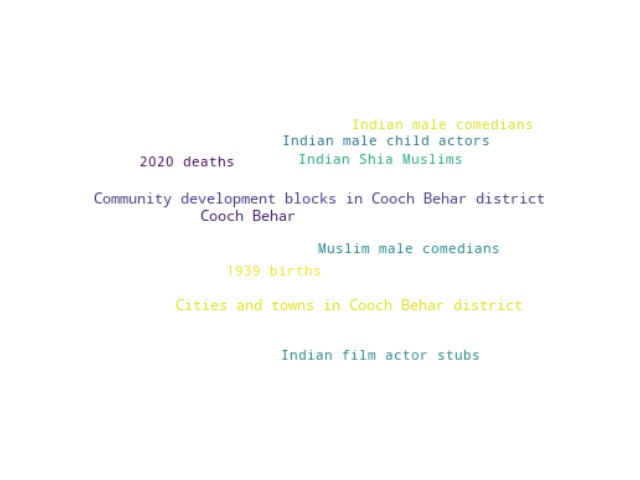 Indian male comedians
Indian male child actors
Indian Shia Muslims
2020 deaths
Community development blocks in Cooch Behar district
Cooch Behar
Muslim male comedians
1939 births
Cities and towns in Cooch Behar district
Indian film actor stubs